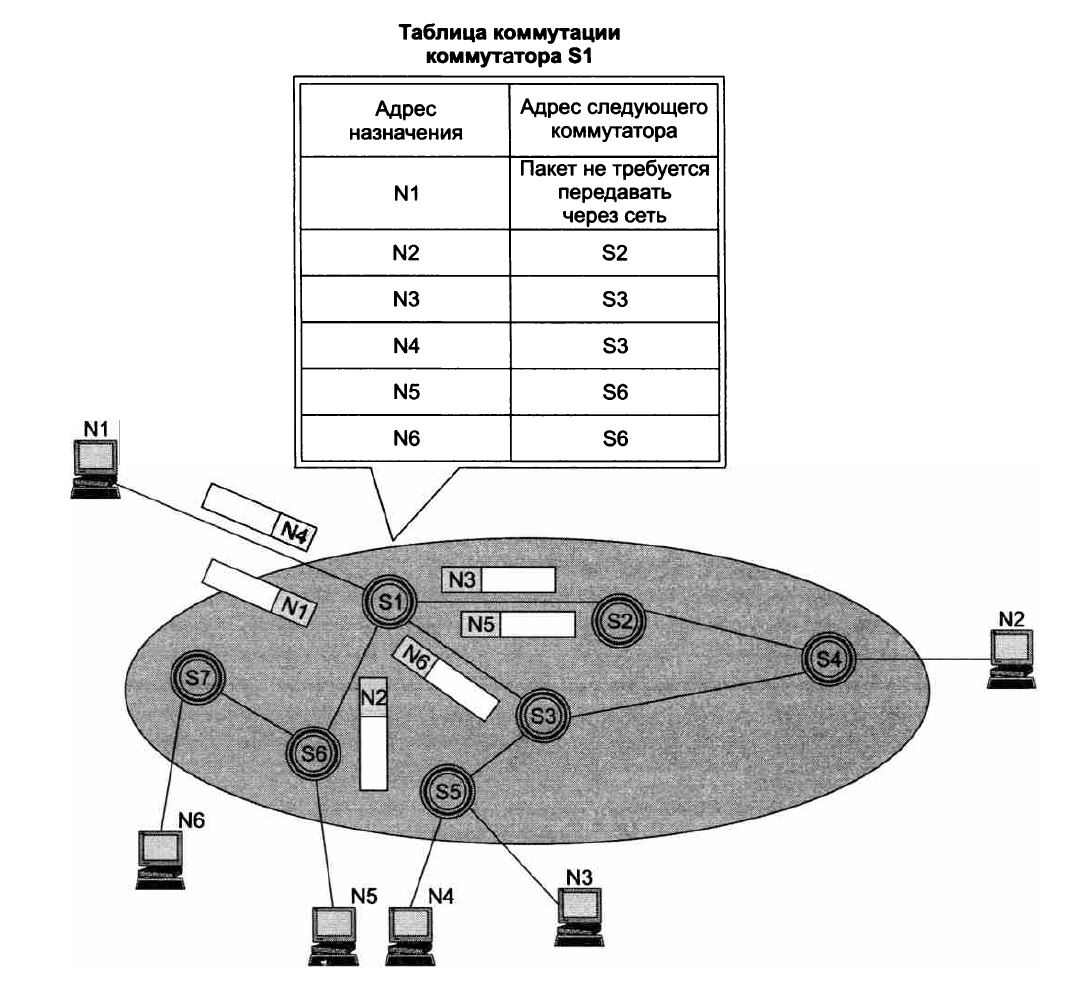 Таблица коммутации
коммутатора S1
Адрес
назначения
Адрес следующего
коммутатора
N1
Пакет не требуется
передавать
через сеть
N2
S2
N3
S3
N4
S3
N5
S6
N6
S6
N1
N4
N1
S1
N3
N5
S2
N2
N6
S4
S7
N2
S3
S6
S5
N6
N5
N4
N3